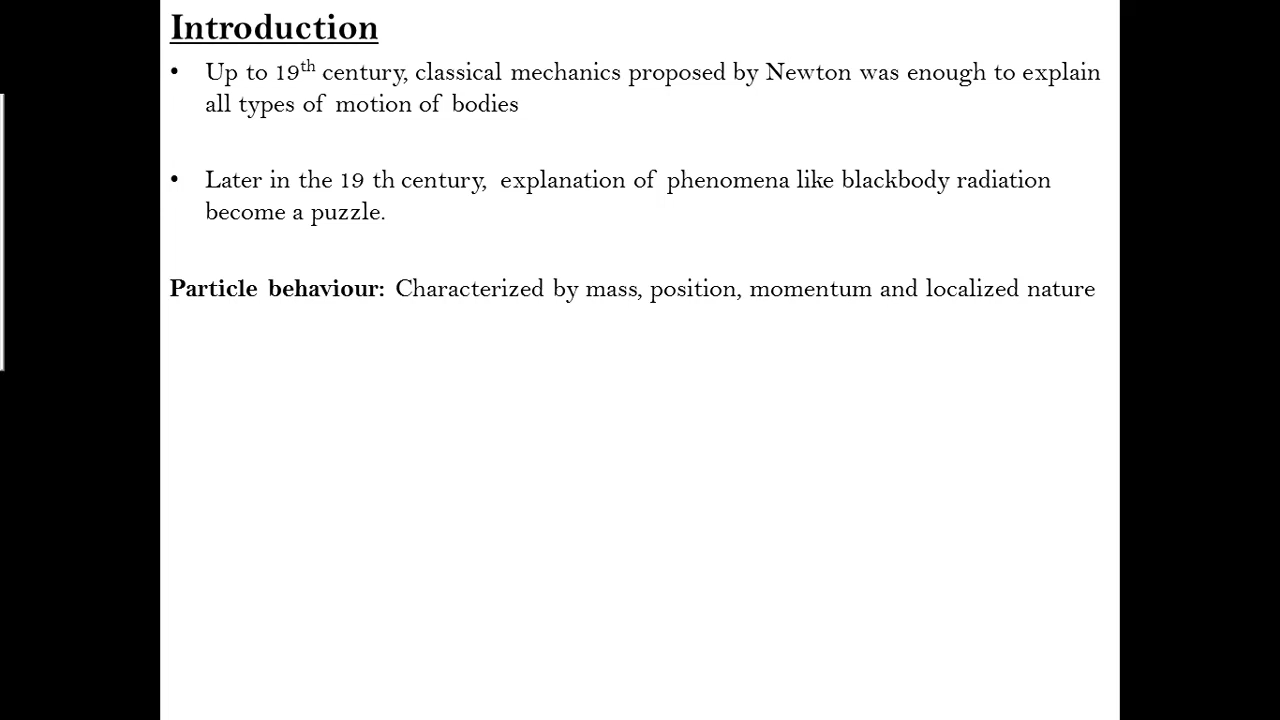 Introduction
• Up to 19th century, classical mechanics proposed by Newton was enough to explain
all types of motion of bodies
• Later in the 19 th century, explanation of phenomena like blackbody radiation
become a puzzle.
Particle behaviour: Characterized by mass, position, momentum and localized nature